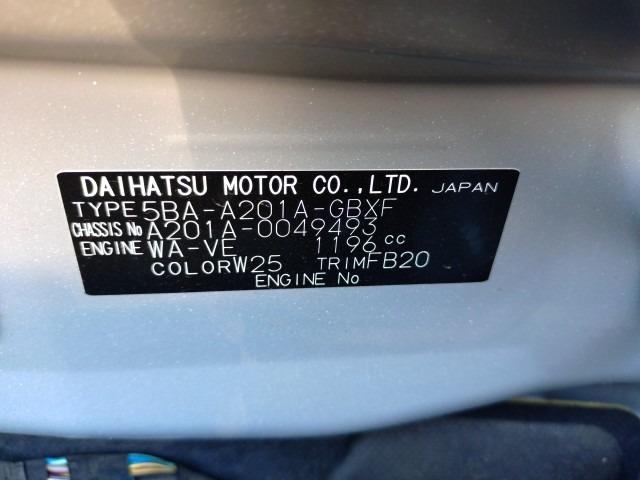 DAIHATSU MOTOR CO.,LTD. JAPAN
TYPE 5BA-A201A-GBXF
CHASSIS No A201A-0049493
ENGINE WA-VE 1196 cc
COLOR W25 TRIM FB20
ENGINE No